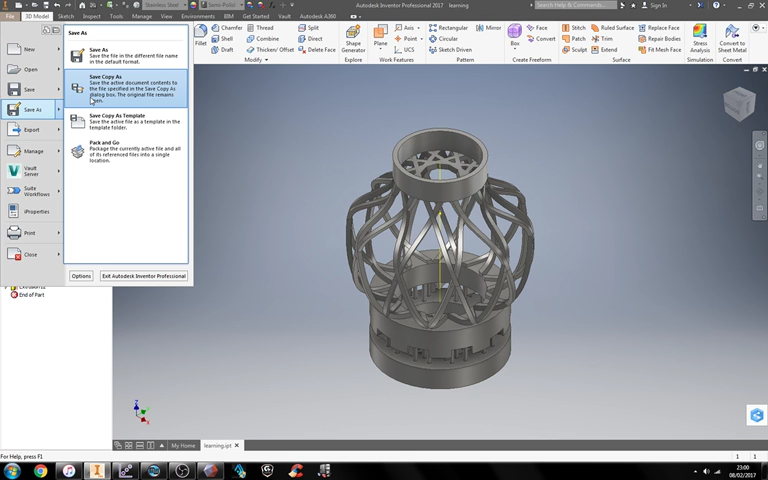 Stainless Steel
Semi-Polis
Autodesk Inventor Professional 2017 learning
Search Help & Commands...
Sign In
3D Model
Sketch
Inspect
Tools
Manage
View
Environments
BIM
Get Started
Vault
Autodesk A360
Fillet
Chamfer
Shell
Draft
Thread
Combine
Thicken/ Offset
Split
Direct
Modify
Shape
Generator
Explore
Plane
Axis
Point
UCS
Work Features
Rectangular
Circular
Sketch Driven
Pattern
Box
Form
Face
Convert
Create Freeform
Stitch
Patch
Trim
Ruled Surface
Replace Face
Repair Bodies
Fit Mesh Face
Surface
Stress
Analysis
Simulation
Convert to
Sheet Metal
Convert
New
Open
Save
Save As
Export
Manage
Vault
Server
Suite
Workflows
iProperties
Print
Close
Save As
Save As
Save the file in the different file name
in the default format.
Save Copy As
Save the active document contents to
the file specified in the Save Copy As
dialog box. The original file remains
Save Copy As Template
Save the active file as a template in the
template folder.
Pack and Go
Package the currently active file and all
of its referenced files into a single
location.
Options
Exit Autodesk Inventor Professional
End of Part
Z
X
My Home
learning.ipt
For Help, press F1
1
1
23:00
08/02/2017